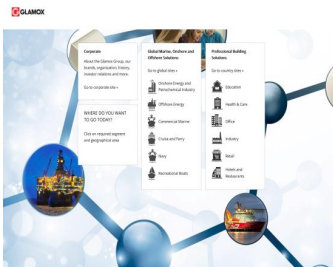 GLAMOX
Corporate
About the Glamox Group, our
brands, organisation, history,
investor relations and more.
Go to corporate site »
WHERE DO YOU WANT
TO GO TODAY?
Click on required segment
and geographical area
Global Marine, Onshore and
Offshore Solutions
Go to global sites »
Onshore Energy and
Petrochemical Industry
Offshore Energy
Commercial Marine
Cruise and Ferry
Navy
Recreational Boats
Professional Building
Solutions
Go to country sites »
Education
Health & Care
Office
Industry
Retail
Hotels and
Restaurants